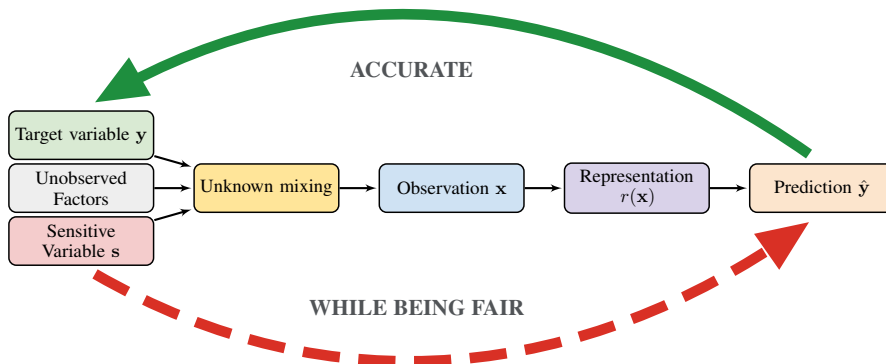 ACCURATE
Target variable y
Unobserved
Factors
Sensitive
Variable s
Unknown mixing
Observation x
Representation
r(x)
Prediction ŷ
WHILE BEING FAIR